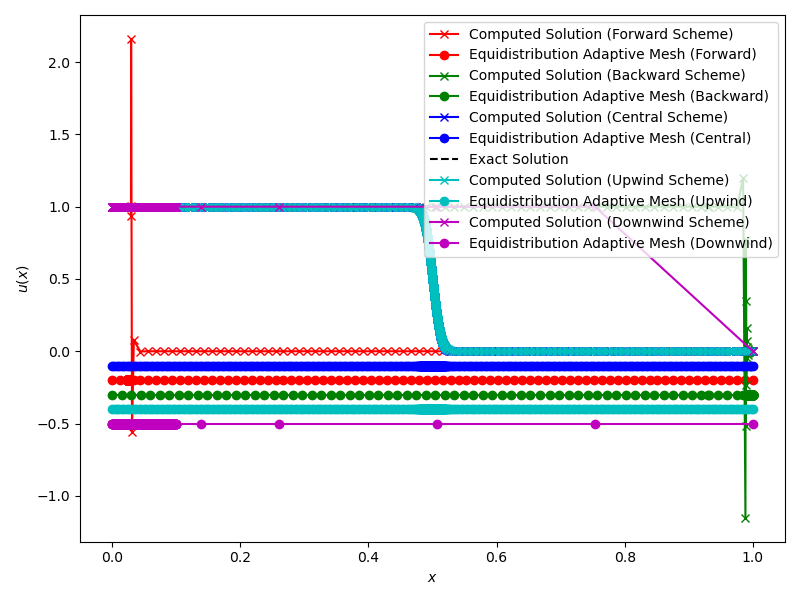 Computed Solution (Forward Scheme)
Equidistribution Adaptive Mesh (Forward)
Computed Solution (Backward Scheme)
Equidistribution Adaptive Mesh (Backward)
Computed Solution (Central Scheme)
Equidistribution Adaptive Mesh (Central)
Exact Solution
Computed Solution (Upwind Scheme)
Equidistribution Adaptive Mesh (Upwind)
Computed Solution (Downwind Scheme)
Equidistribution Adaptive Mesh (Downwind)
2.0
1.5
1.0
0.5
0.0
−0.5
−1.0
u(x)
0.0 0.2 0.4 0.6 0.8 1.0
x